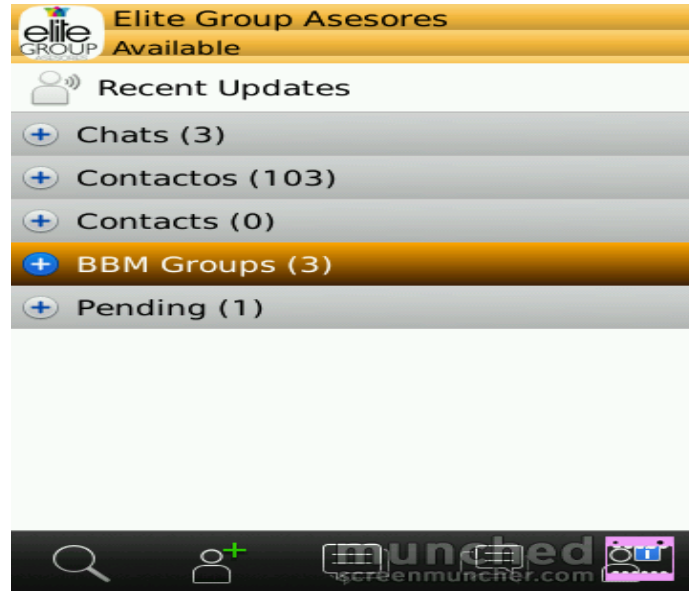 Elite Group Asesores
elite
GROUP
ASESORES
Available
Recent Updates
Chats (3)
Contactos (103)
Contacts (0)
BBM Groups (3)
Pending (1)
munched
screenmuncher.com